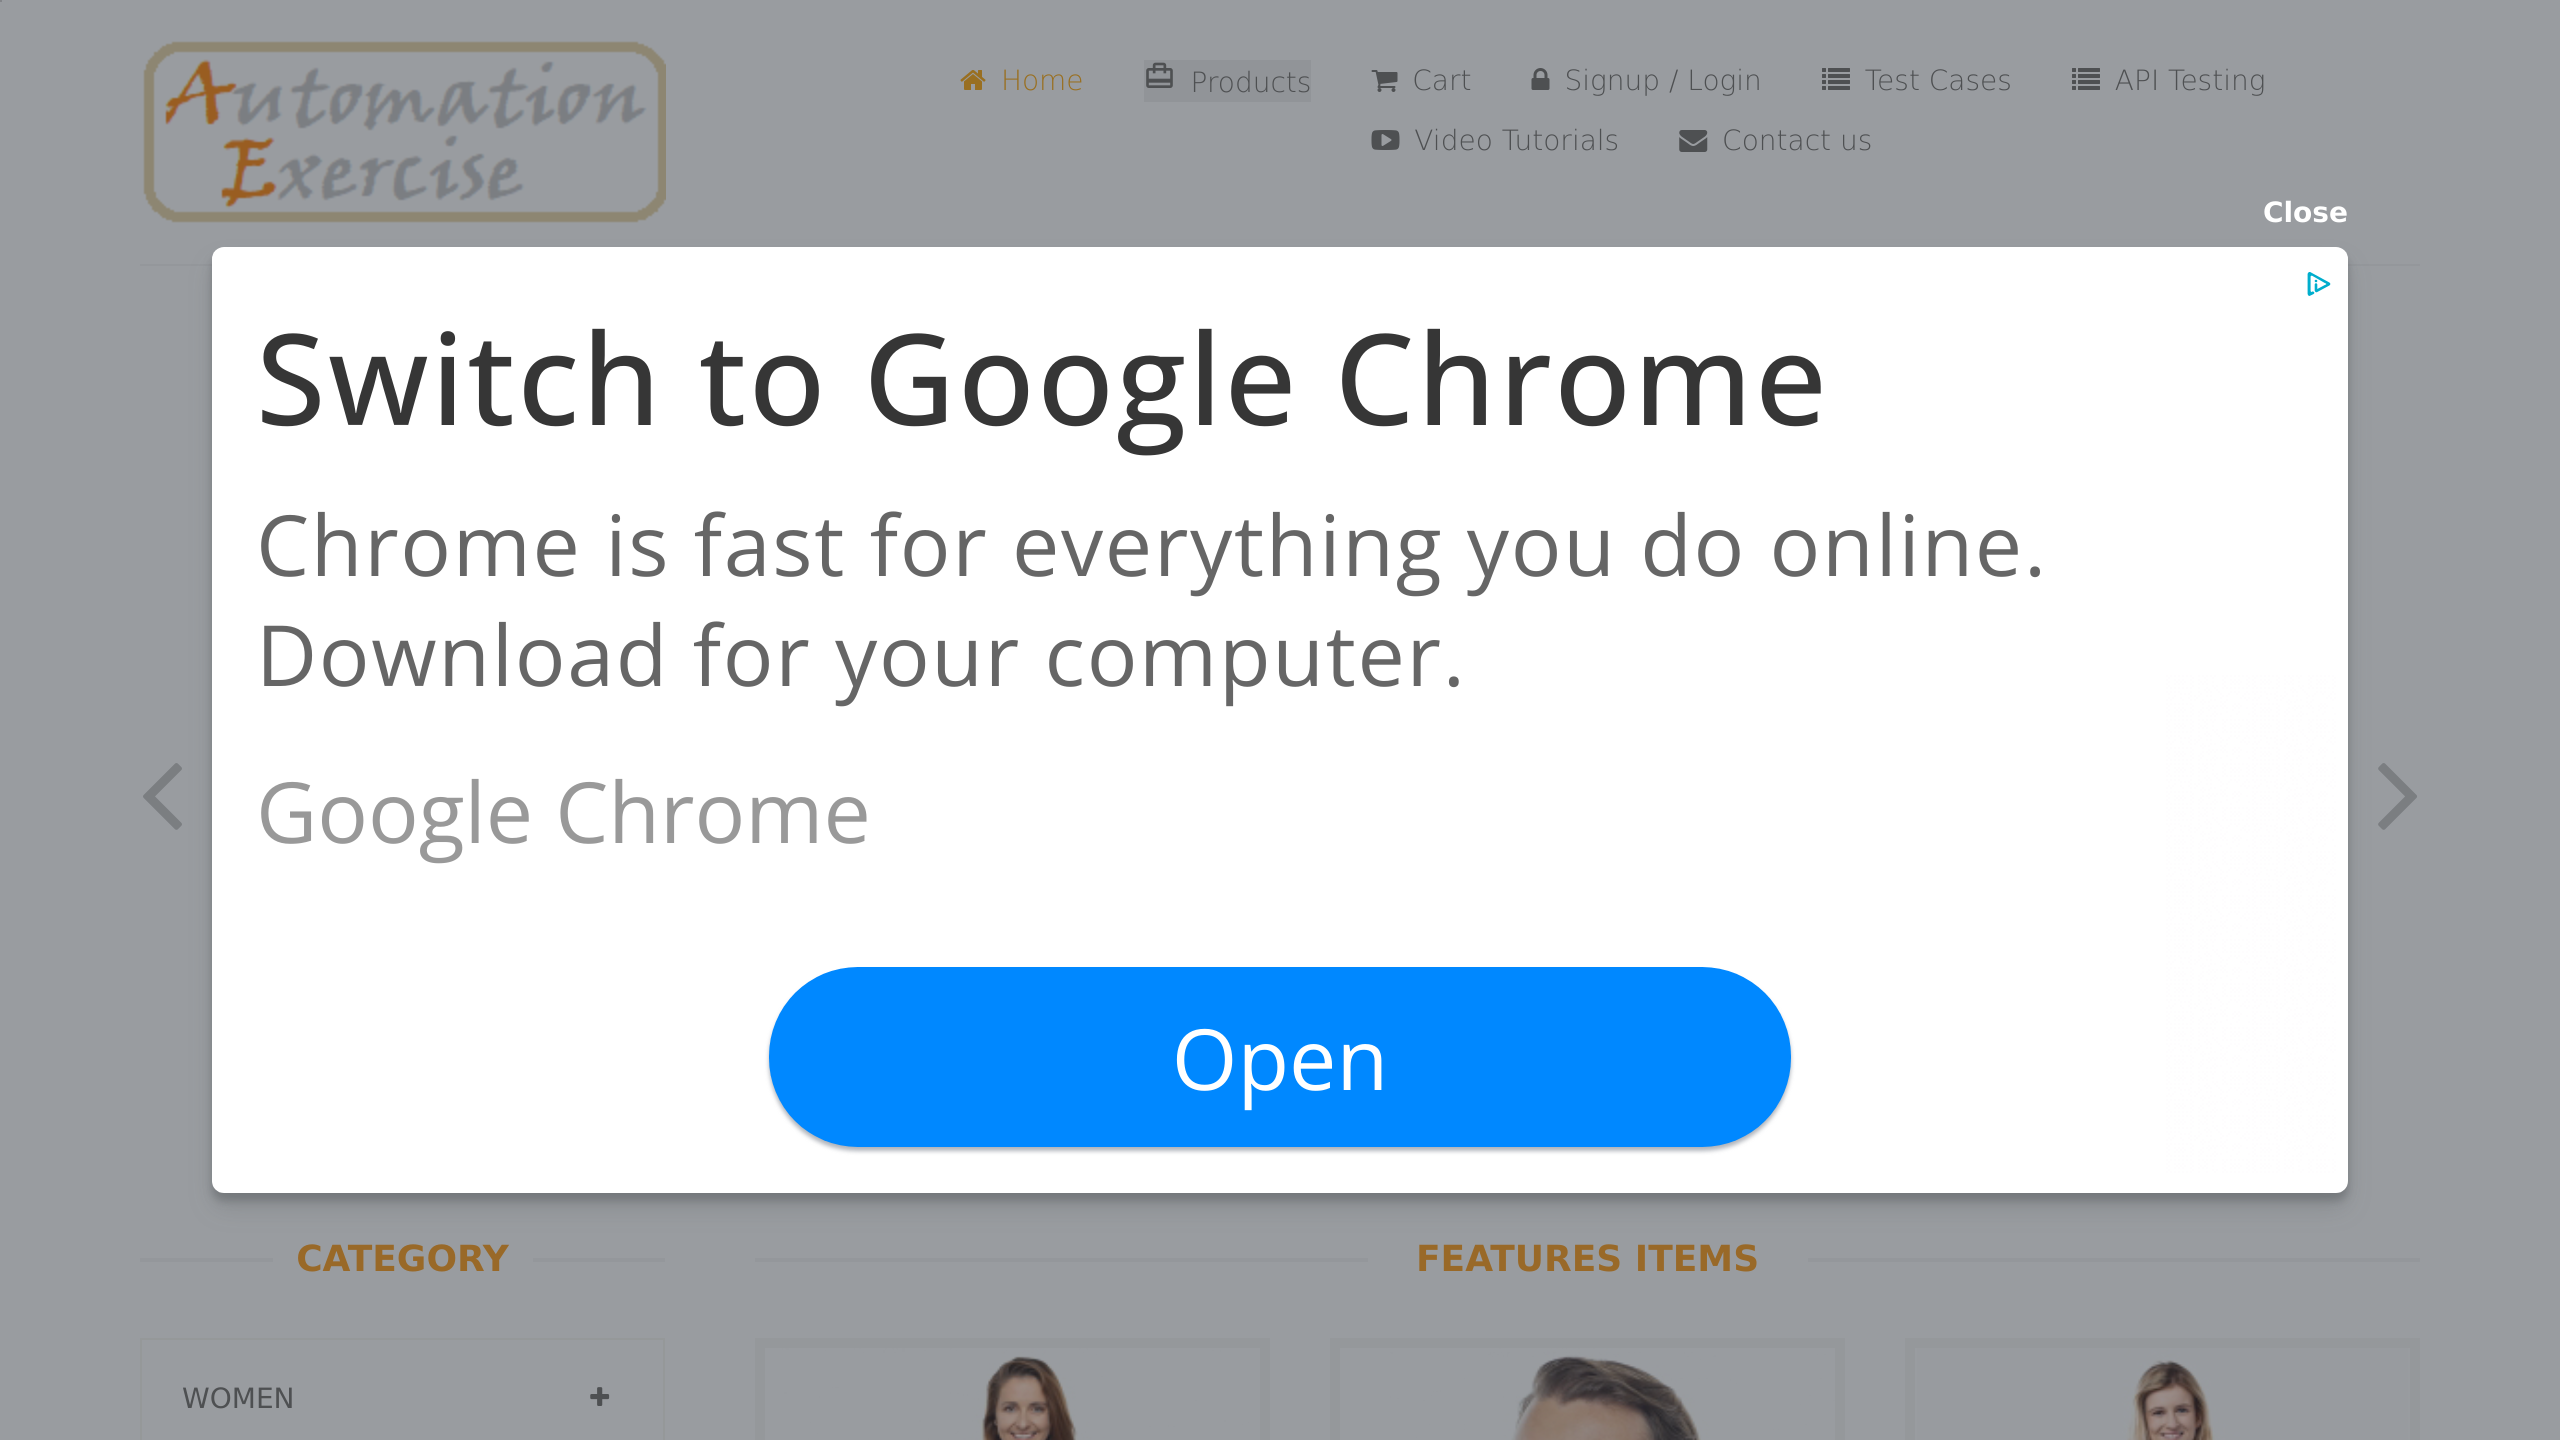 Automation
Exercise
Home
Products
Cart
Signup / Login
Test Cases
API Testing
Video Tutorials
Contact us
Close
Switch to Google Chrome
Chrome is fast for everything you do online.
Download for your computer.
Google Chrome
Open
CATEGORY
FEATURES ITEMS
WOMEN